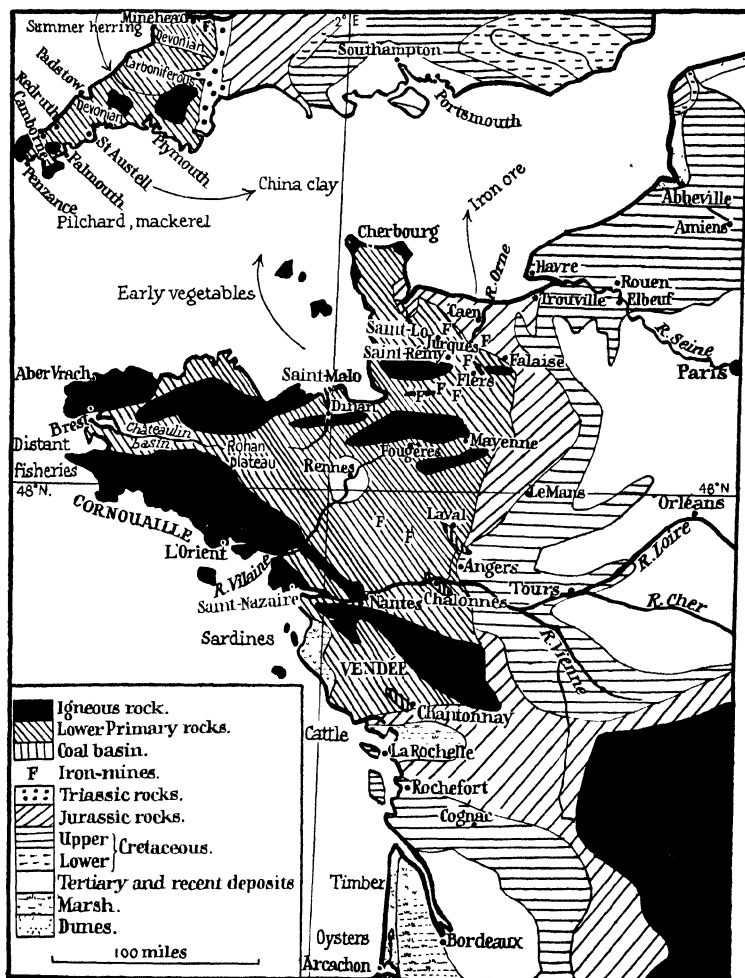 Minehead
F
2° E
Summer herring
Devonian
Southampton
Carboniferous
Padstow
Redruth
Devonian
Portsmouth
Camborne
Plymouth
St Austell
Falmouth
Penzance
China clay
Pilchard, mackerel
Iron ore
Abbeville
Amiens
Cherbourg
R. Orne
Havre
Rouen
Early vegetables
Caen
Trouville
Elbeuf
Saint-Lo
F
F
R. Seine
Jurques
Saint-Remy
F
F
Falaise
Paris
Aber Vrach
Saint-Malo
Flers
F
F
F
Dinan
Brest
Châteaulin
basin
Rohan
plateau
Fougeres
Mayenne
Distant
fisheries
Rennes
48° N.
48° N
Le Mans
Orléans
CORNOUAILLE
F
F
Laval
L'Orient
R. Loire
R. Vilaine
Angers
Tours
Saint-Nazaire
Nantes
Chalonnes
R. Cher
Sardines
R. Vienne
VENDEE
Chantonnay
Cattle
La Rochelle
Rochefort
Cognac
Timber
Oysters
Bordeaux
Arcachon
Igneous rock.
Lower Primary rocks.
Coal basin.
F Iron-mines.
Triassic rocks.
Jurassic rocks.
Upper
Lower } Cretaceous.
Tertiary and recent deposits
Marsh.
Dunes.
100 miles